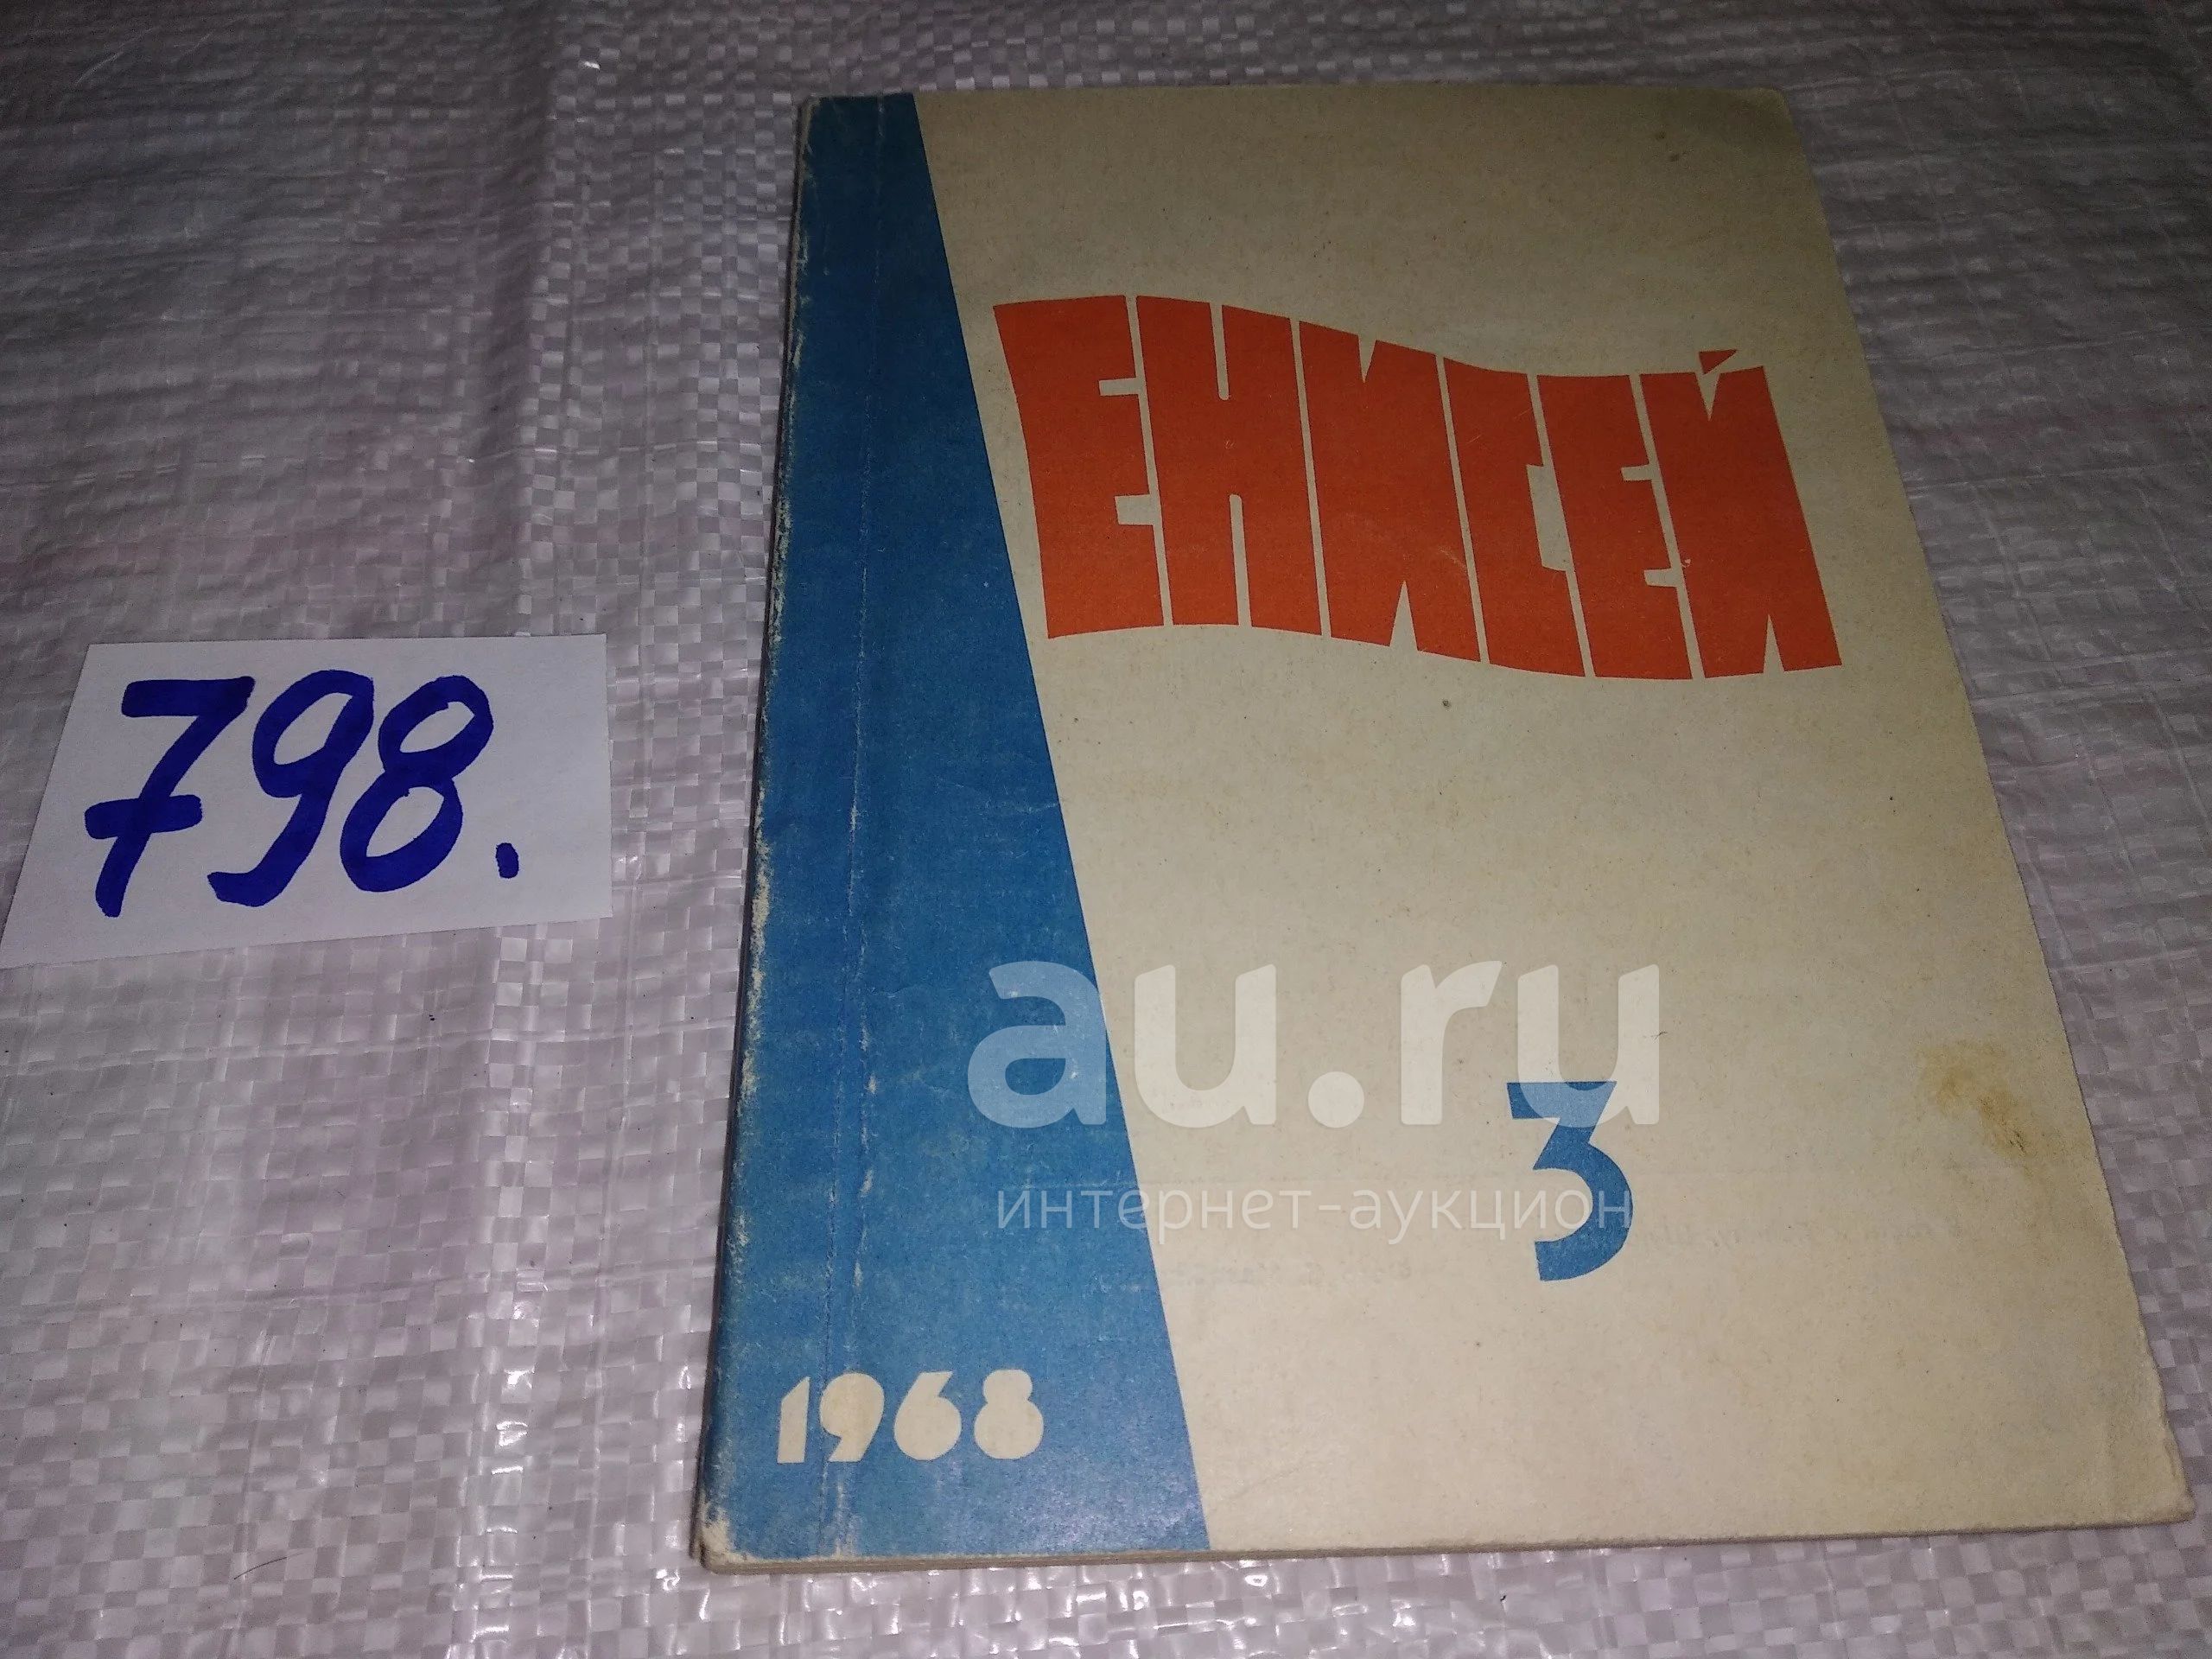 ЕНИСЕЙ
798.
au.ru
3
интернет-аукцион
1968